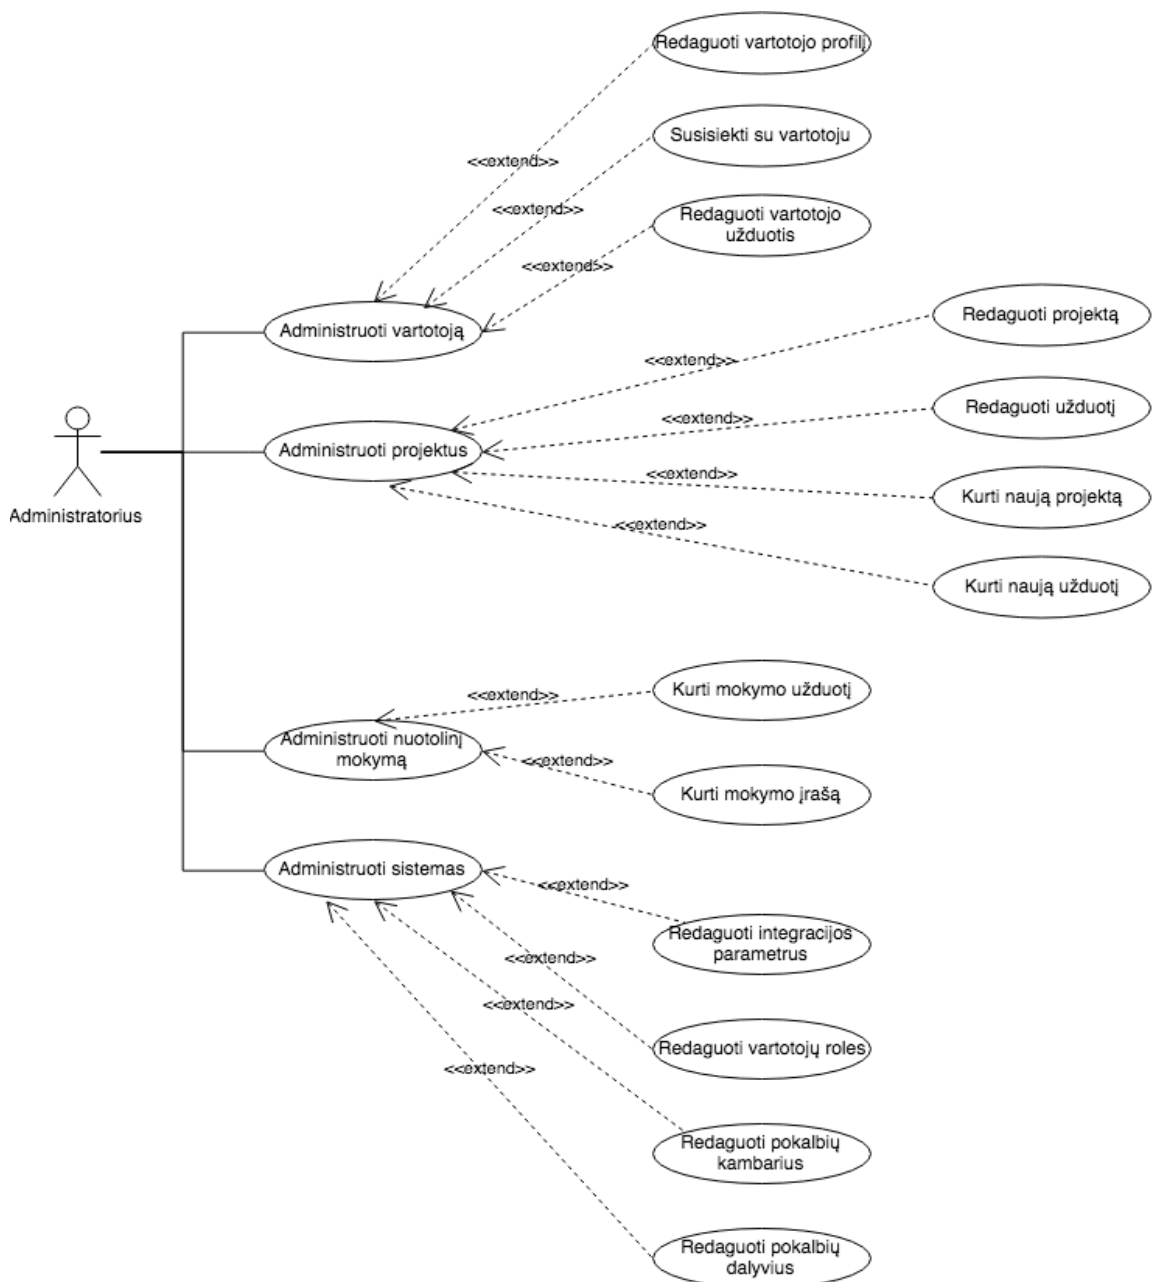 Redaguoti vartotojo profilį
Susisiekti su vartotoju
<<extend>>
<<extend>>
Redaguoti vartotojo
užduotis
<<extend>>
Administruoti vartotoją
Redaguoti projektą
<<extend>>
Redaguoti užduotį
<<extend>>
Administruoti projektus
<<extend>>
Kurti naują projektą
<<extend>>
Administratorius
Kurti naują užduotį
Kurti mokymo užduotį
<<extend>>
Administruoti nuotolinį
mokymą
<<extend>>
Kurti mokymo įrašą
Administruoti sistemas
<<extend>>
Redaguoti integracijos
parametrus
<<extend>>
<<extend>>
Redaguoti vartotojų roles
<<extend>>
Redaguoti pokalbių
kambarius
Redaguoti pokalbių
dalyvius